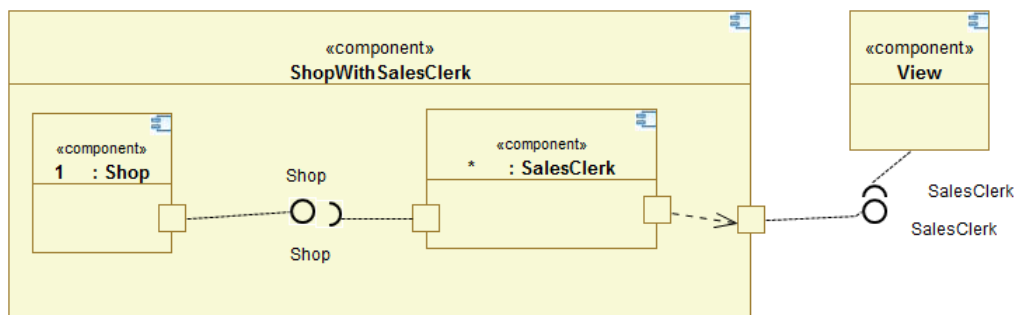 «component»
ShopWithSalesClerk
«component»
View
«component»
1 : Shop
«component»
* : SalesClerk
Shop
Shop
SalesClerk
SalesClerk